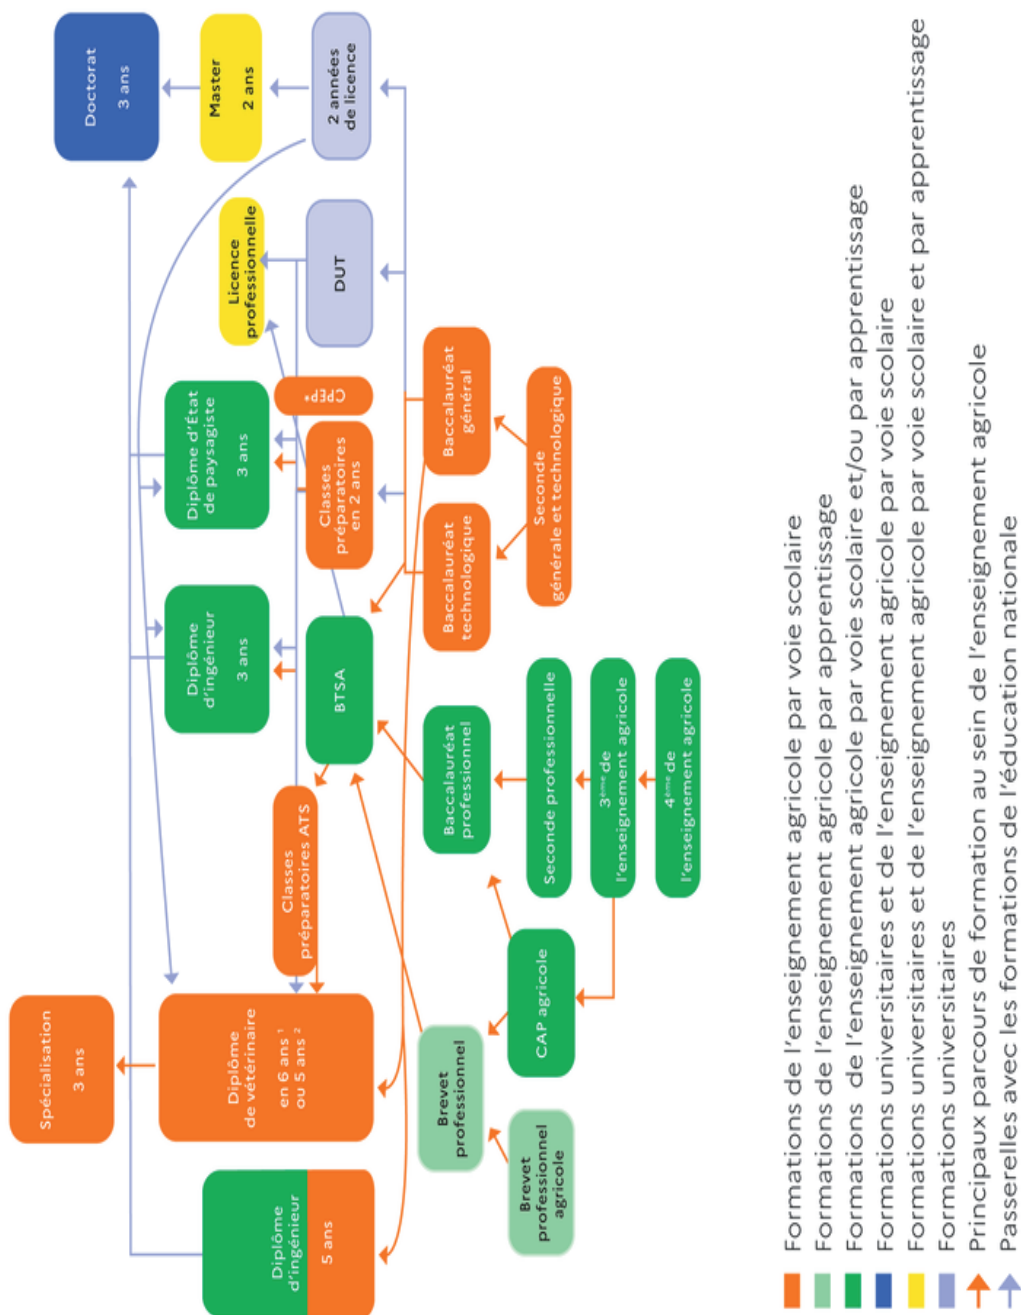 Spécialisation
3 ans
Diplôme
d'ingénieur
5 ans
Diplôme
de vétérinaire
en 6 ans ¹
ou 5 ans ²
Diplôme
d'ingénieur
3 ans
Diplôme d'État
de paysagiste
3 ans
Doctorat
3 ans
Master
2 ans
Licence
professionnelle
Classes
préparatoires ATS
BTSA
Classes
préparatoires
en 2 ans
CPEP*
DUT
2 années
de licence
Brevet
professionnel
Baccalauréat
professionnel
Baccalauréat
technologique
Baccalauréat
général
Brevet
professionnel
agricole
CAP agricole
Seconde professionnelle
Seconde
générale et technologique
3ème de
l'enseignement agricole
4ème de
l'enseignement agricole
Formations de l'enseignement agricole par voie scolaire
Formations de l'enseignement agricole par apprentissage
Formations de l'enseignement agricole par voie scolaire et/ou par apprentissage
Formations universitaires et de l'enseignement agricole par voie scolaire
Formations universitaires et de l'enseignement agricole par voie scolaire et par apprentissage
Formations universitaires
Principaux parcours de formation au sein de l'enseignement agricole
Passerelles avec les formations de l'éducation nationale